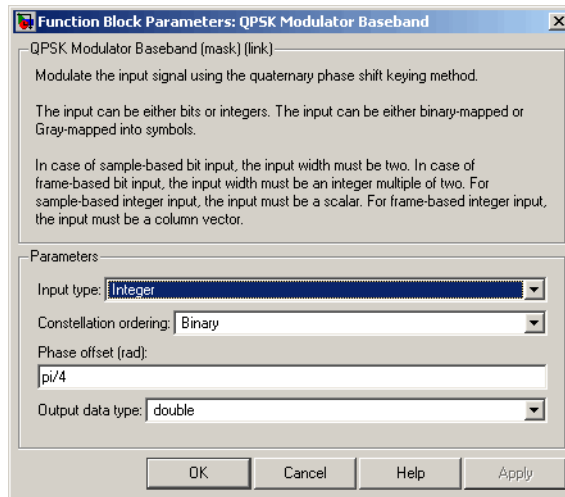 Function Block Parameters: QPSK Modulator Baseband
QPSK Modulator Baseband (mask) (link)
Modulate the input signal using the quaternary phase shift keying method.
The input can be either bits or integers. The input can be either binary-mapped or
Gray-mapped into symbols.
In case of sample-based bit input, the input width must be two. In case of
frame-based bit input, the input width must be an integer multiple of two. For
sample-based integer input, the input must be a scalar. For frame-based integer input,
the input must be a column vector.
Parameters
Input type: Integer
Constellation ordering: Binary
Phase offset (rad):
pi/4
Output data type: double
OK Cancel Help Apply